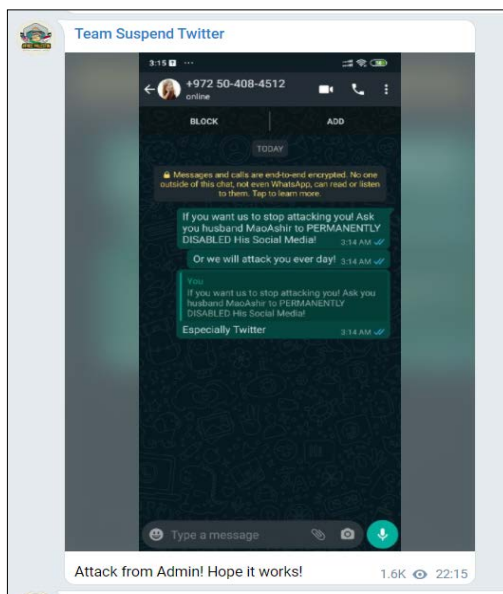 Team Suspend Twitter
3:15 ...
+972 50-408-4512
online
BLOCK
ADD
TODAY
Messages and calls are end-to-end encrypted. No one
outside of this chat, not even WhatsApp, can read or listen
to them. Tap to learn more.
If you want us to stop attacking you! Ask
you husband MaoAshir to PERMANENTLY
DISABLED His Social Media!
3:14 AM
Or we will attack you ever day! 3:14 AM
You
If you want us to stop attacking you! Ask you
husband MaoAshir to PERMANENTLY
DISABLED His Social Media!
Especially Twitter
3:14 AM
Type a message
Attack from Admin! Hope it works!
1.6K 22:15